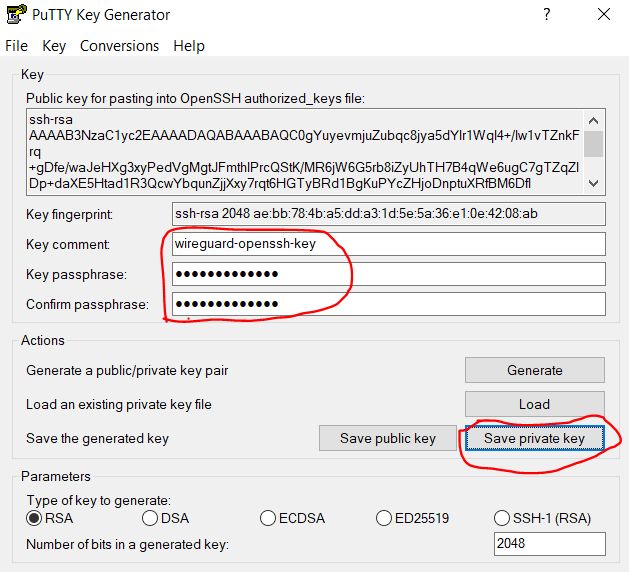 PuTTY Key Generator
File Key Conversions Help
Key
Public key for pasting into OpenSSH authorized_keys file:
ssh-rsa
AAAAB3NzaC1yc2EAAAADAQABAAABAQC0gYuyevmjuZubqc8jya5dYlr1Wql4+/lw1vTZnkF
rq
+gDfe/waJeHXg3xyPedVgMgtJFmthlPrcQStK/MR6jW6G5rb8iZyUhTH7B4qWe6ugC7gTZqZl
Dp+daXE5Htad1R3QcwYbqunZjjXxy7rqt6HGTyBRd1BgKuPYcZHjoDnptuXRfBM6Dfl
Key fingerprint: ssh-rsa 2048 ae:bb:78:4b:a5:dd:a3:1d:5e:5a:36:e1:0e:42:08:ab
Key comment: wireguard-openssh-key
Key passphrase: ●●●●●●●●●●●●●
Confirm passphrase: ●●●●●●●●●●●●●
Actions
Generate a public/private key pair Generate
Load an existing private key file Load
Save the generated key Save public key Save private key
Parameters
Type of key to generate:
RSA DSA ECDSA ED25519 SSH-1 (RSA)
Number of bits in a generated key: 2048